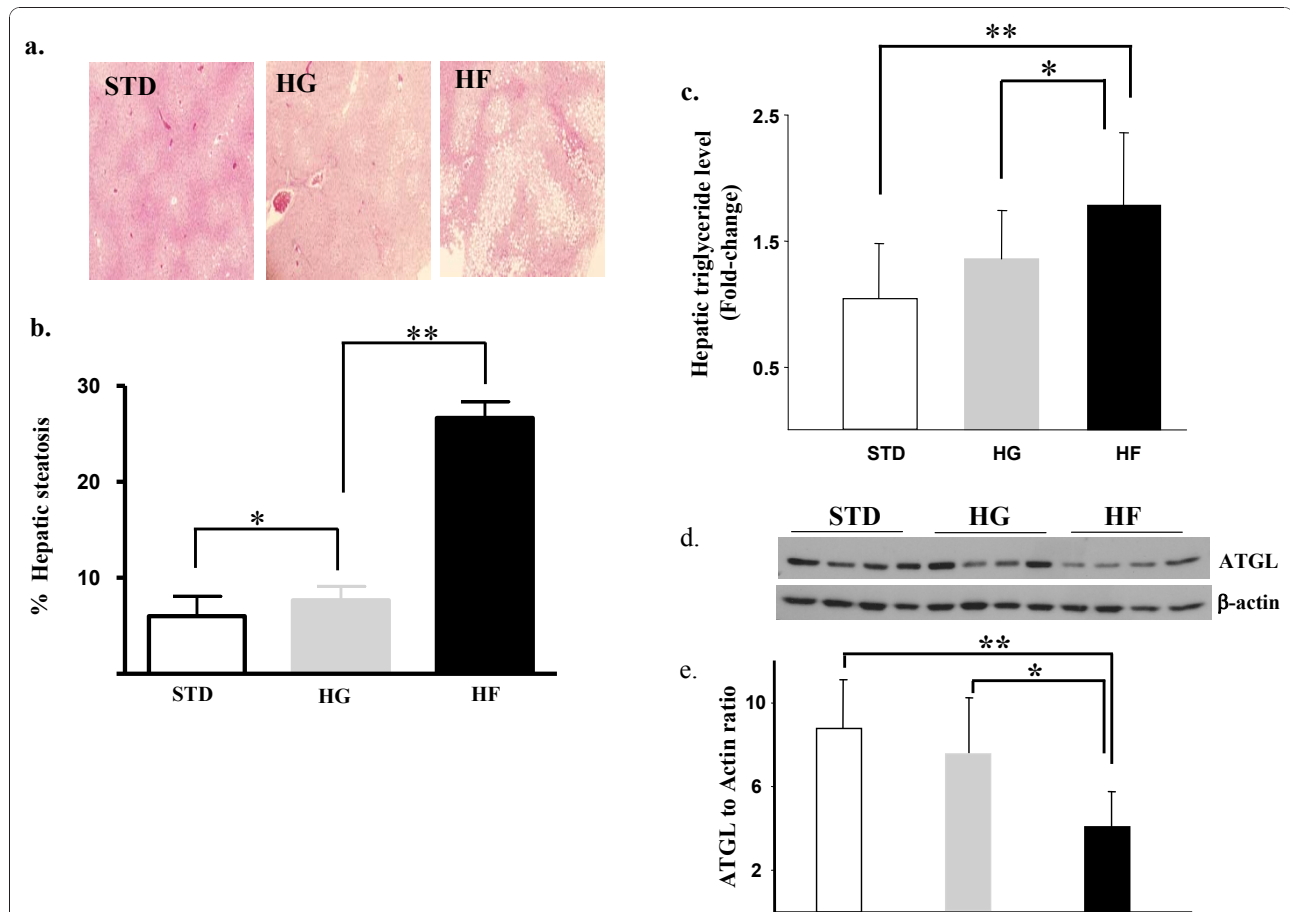 a.
STD HG HF
b.
% Hepatic steatosis
30
20
10
*
**
STD HG HF
c.
Hepatic triglyceride level
(Fold-change)
2.5
1.5
0.5
**
*
STD HG HF
d.
STD HG HF
ATGL
β-actin
e.
ATGL to Actin ratio
10
6
2
**
*